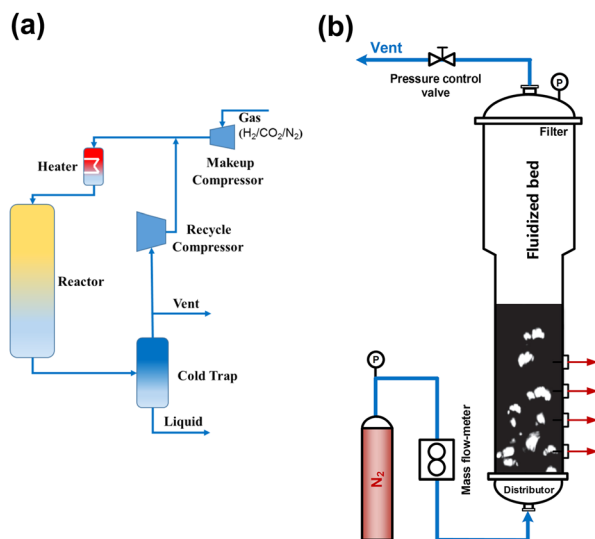 (a)
Gas
(H₂/CO₂/N₂)
Makeup
Compressor
Heater
Recycle
Compressor
Reactor
Vent
Cold Trap
Liquid
(b)
Vent
Pressure control
valve
P
Filter
Fluidized bed
P
N₂
Mass flow-meter
Distributor